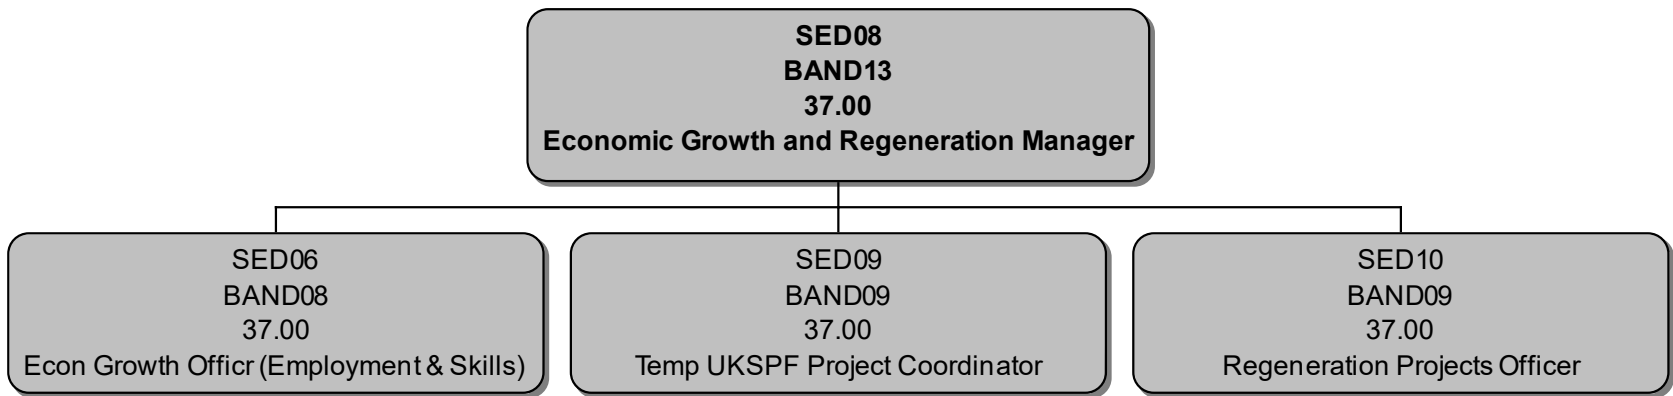 SED08
BAND13
37.00
Economic Growth and Regeneration Manager
SED06
BAND08
37.00
Econ Growth Officr (Employment & Skills)
SED09
BAND09
37.00
Temp UKSPF Project Coordinator
SED10
BAND09
37.00
Regeneration Projects Officer